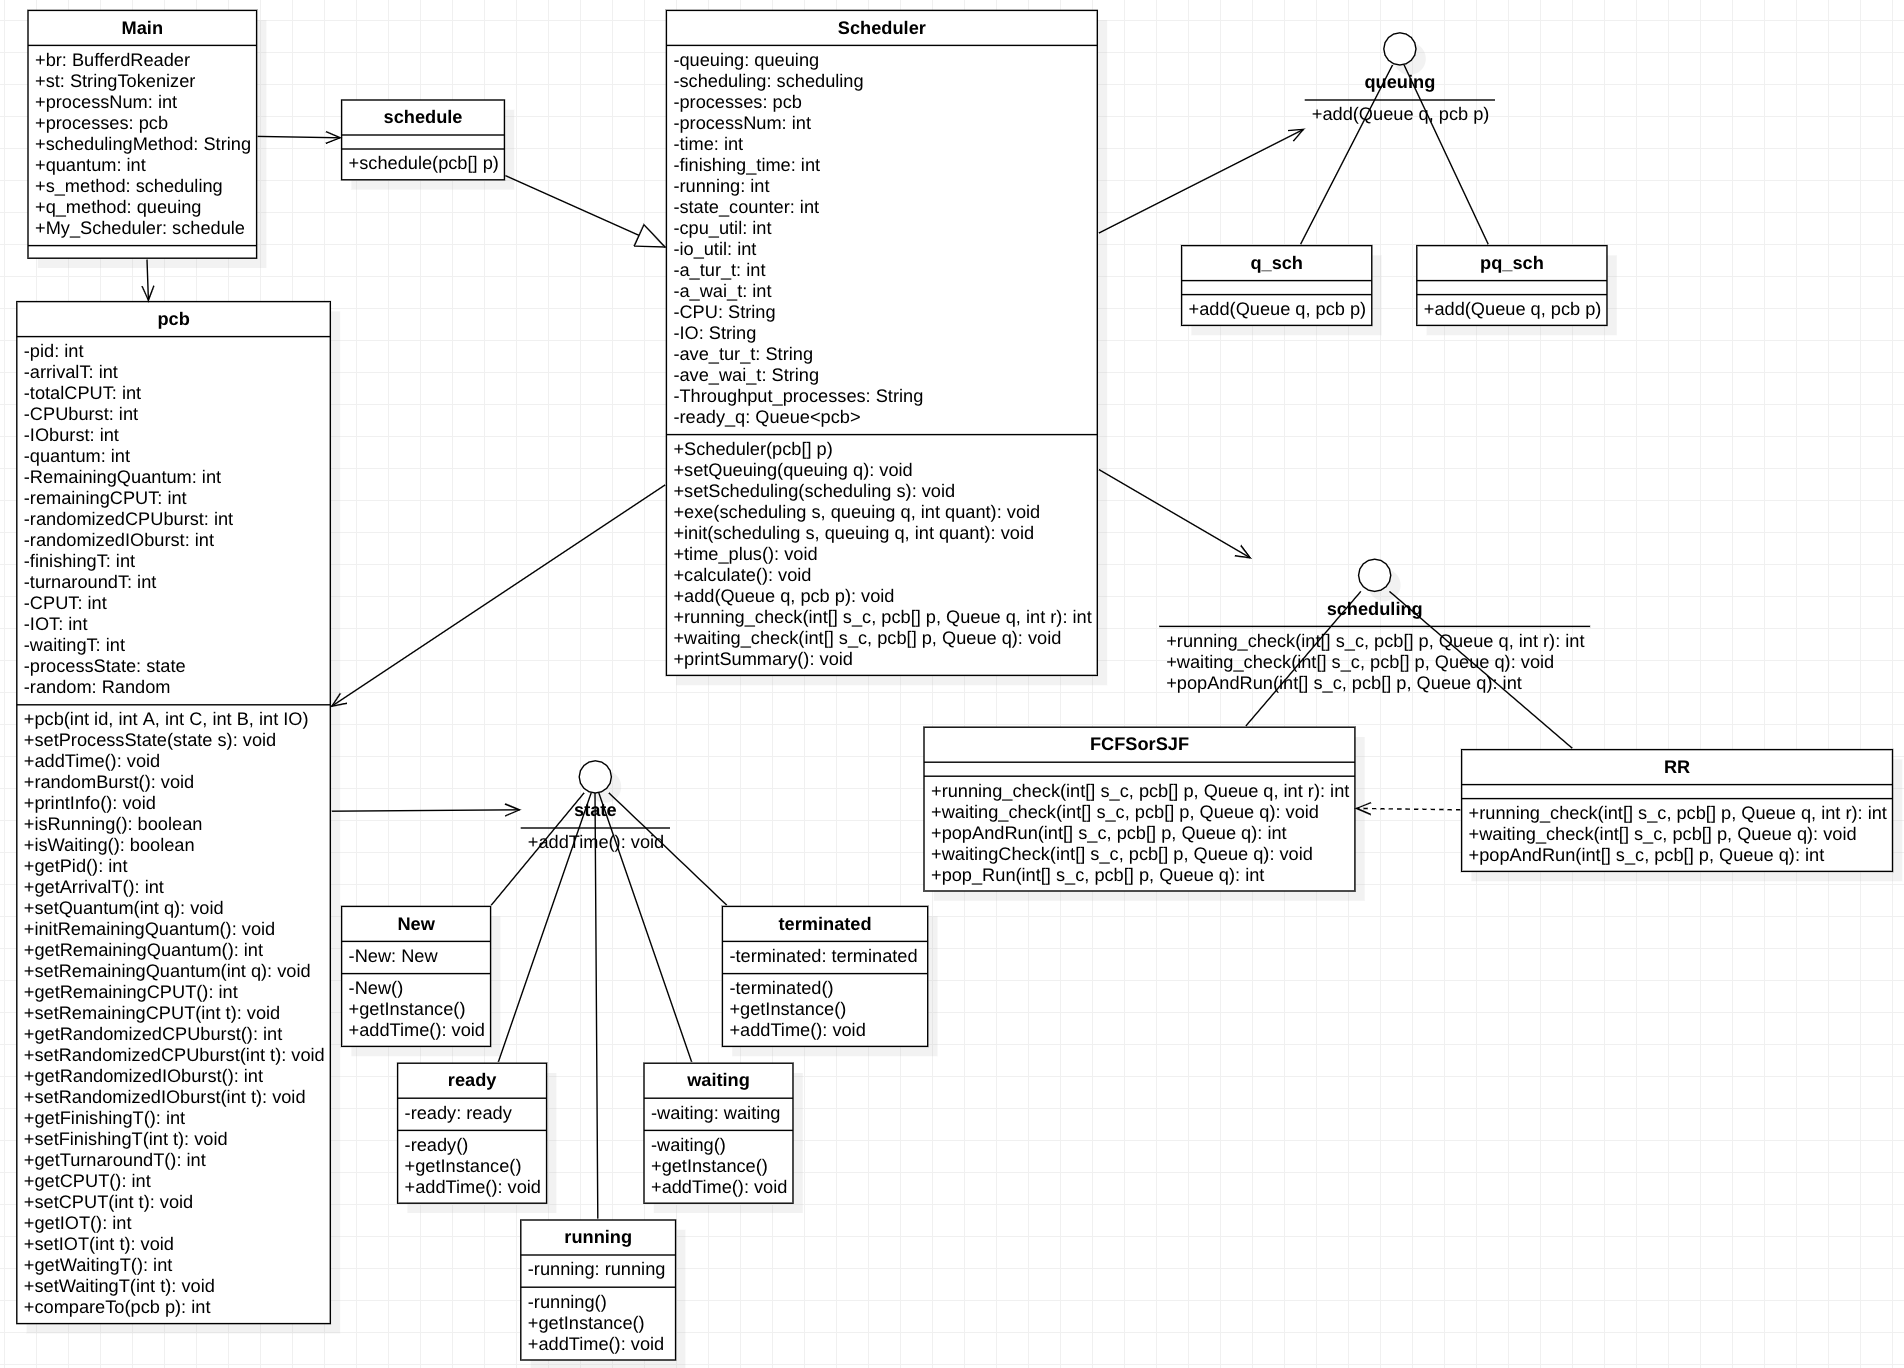 Main
+br: BufferdReader
+st: StringTokenizer
+processNum: int
+processes: pcb
+schedulingMethod: String
+quantum: int
+s_method: scheduling
+q_method: queuing
+My_Scheduler: schedule
schedule
+schedule(pcb[] p)
Scheduler
-queuing: queuing
-scheduling: scheduling
-processes: pcb
-processNum: int
-time: int
-finishing_time: int
-running: int
-state_counter: int
-cpu_util: int
-io_util: int
-a_tur_t: int
-a_wai_t: int
-CPU: String
-IO: String
-ave_tur_t: String
-ave_wai_t: String
-Throughput_processes: String
-ready_q: Queue<pcb>
+Scheduler(pcb[] p)
+setQueuing(queuing q): void
+setScheduling(scheduling s): void
+exe(scheduling s, queuing q, int quant): void
+init(scheduling s, queuing q, int quant): void
+time_plus(): void
+calculate(): void
+add(Queue q, pcb p): void
+running_check(int[] s_c, pcb[] p, Queue q, int r): int
+waiting_check(int[] s_c, pcb[] p, Queue q): void
+printSummary(): void
queuing
+add(Queue q, pcb p)
q_sch
+add(Queue q, pcb p)
pq_sch
+add(Queue q, pcb p)
pcb
-pid: int
-arrivalT: int
-totalCPUT: int
-CPUburst: int
-IOburst: int
-quantum: int
-RemainingQuantum: int
-remainingCPUT: int
-randomizedCPUburst: int
-randomizedIOburst: int
-finishingT: int
-turnaroundT: int
-CPUT: int
-IOT: int
-waitingT: int
-processState: state
-random: Random
+pcb(int id, int A, int C, int B, int IO)
+setProcessState(state s): void
+addTime(): void
+randomBurst(): void
+printInfo(): void
+isRunning(): boolean
+isWaiting(): boolean
+getPid(): int
+getArrivalT(): int
+setQuantum(int q): void
+initRemainingQuantum(): void
+getRemainingQuantum(): int
+setRemainingQuantum(int q): void
+getRemainingCPUT(): int
+setRemainingCPUT(int t): void
+getRandomizedCPUburst(): int
+setRandomizedCPUburst(int t): void
+getRandomizedIOburst(): int
+setRandomizedIOburst(int t): void
+getFinishingT(): int
+setFinishingT(int t): void
+getTurnaroundT(): int
+getCPUT(): int
+setCPUT(int t): void
+getIOT(): int
+setIOT(int t): void
+getWaitingT(): int
+setWaitingT(int t): void
+compareTo(pcb p): int
scheduling
+running_check(int[] s_c, pcb[] p, Queue q, int r): int
+waiting_check(int[] s_c, pcb[] p, Queue q): void
+popAndRun(int[] s_c, pcb[] p, Queue q): int
FCFSorSJF
+running_check(int[] s_c, pcb[] p, Queue q, int r): int
+waiting_check(int[] s_c, pcb[] p, Queue q): void
+popAndRun(int[] s_c, pcb[] p, Queue q): int
+waitingCheck(int[] s_c, pcb[] p, Queue q): void
+pop_Run(int[] s_c, pcb[] p, Queue q): int
RR
+running_check(int[] s_c, pcb[] p, Queue q, int r): int
+waiting_check(int[] s_c, pcb[] p, Queue q): void
+popAndRun(int[] s_c, pcb[] p, Queue q): int
state
+addTime(): void
New
-New: New
-New()
+getInstance()
+addTime(): void
terminated
-terminated: terminated
-terminated()
+getInstance()
+addTime(): void
ready
-ready: ready
-ready()
+getInstance()
+addTime(): void
waiting
-waiting: waiting
-waiting()
+getInstance()
+addTime(): void
running
-running: running
-running()
+getInstance()
+addTime(): void